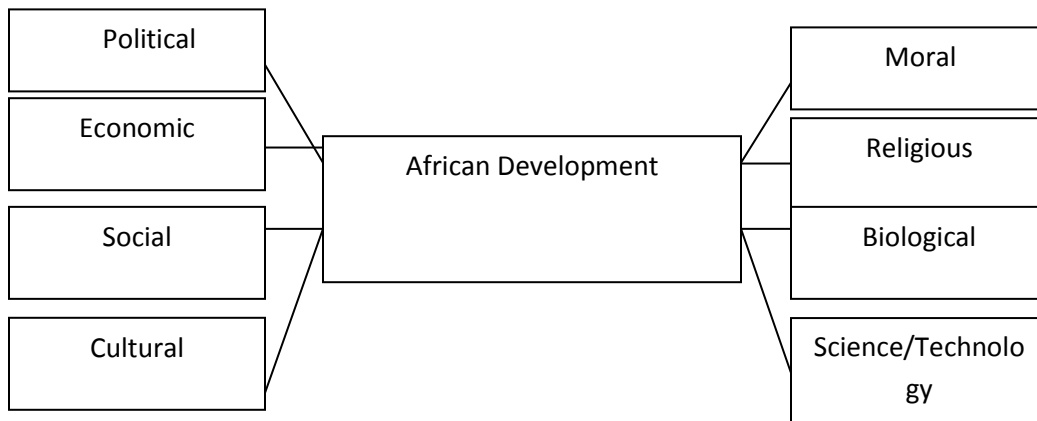 Political
Economic
Social
Cultural
African Development
Moral
Religious
Biological
Science/Technolo
gy